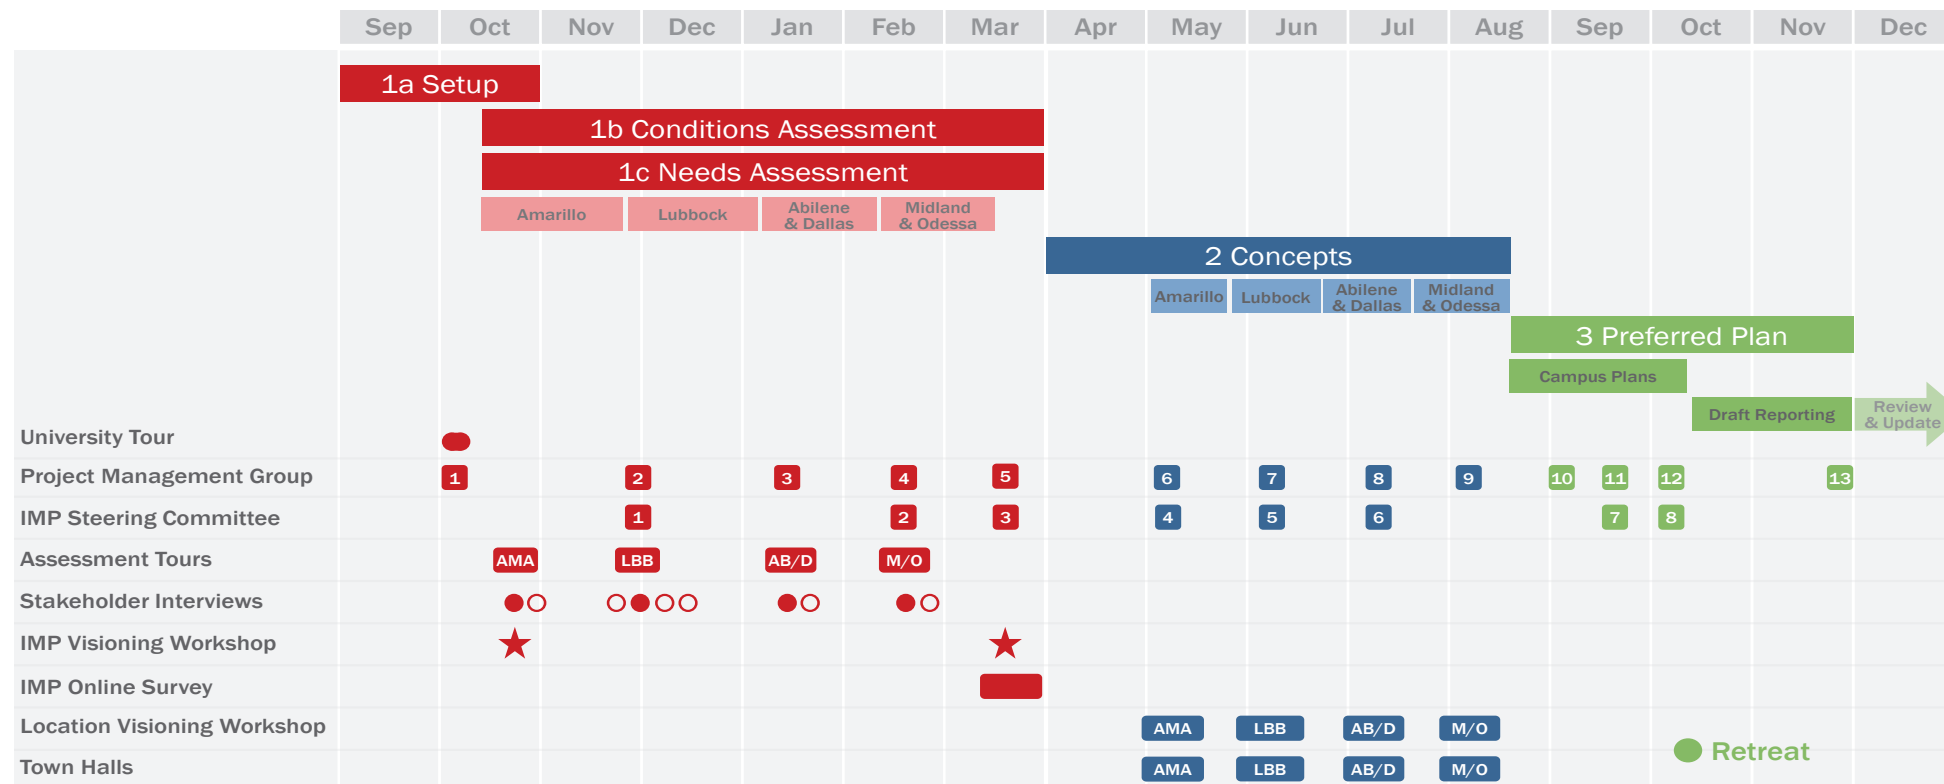 Sep Oct Nov Dec Jan Feb Mar Apr May Jun Jul Aug Sep Oct Nov Dec
1a Setup
1b Conditions Assessment
1c Needs Assessment
Amarillo
Lubbock
Abilene
& Dallas
Midland
& Odessa
2 Concepts
Amarillo
Lubbock
Abilene
& Dallas
Midland
& Odessa
3 Preferred Plan
Campus Plans
Draft Reporting
Review
& Update
University Tour
Project Management Group 1 2 3 4 5 6 7 8 9 10 11 12 13
IMP Steering Committee 1 2 3 4 5 6 7 8
Assessment Tours AMA LBB AB/D M/O
Stakeholder Interviews
IMP Visioning Workshop
IMP Online Survey
Location Visioning Workshop AMA LBB AB/D M/O
Retreat
Town Halls AMA LBB AB/D M/O